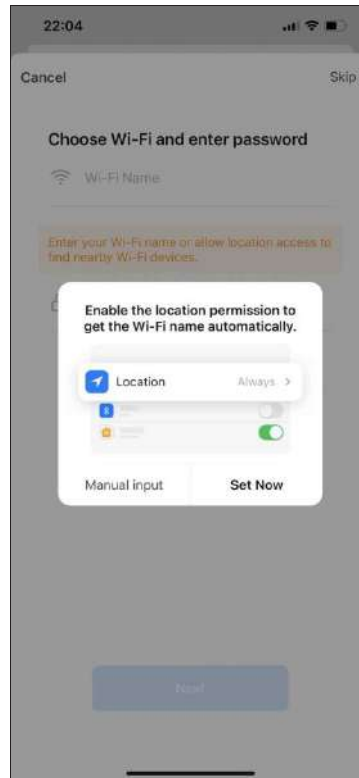 22:04
Cancel
Skip
Choose Wi-Fi and enter password
Wi-Fi Name
Enter your Wi-Fi name or allow location access to
find nearby Wi-Fi devices.
Enable the location permission to
get the Wi-Fi name automatically.
Location
Always
Manual input
Set Now
Next